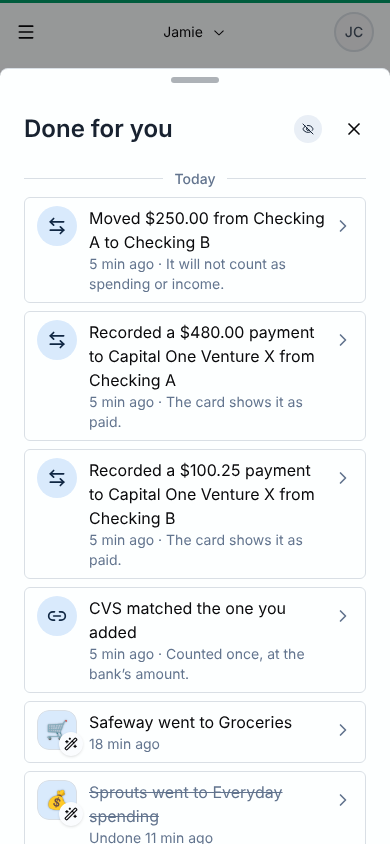 Jamie
JC
Done for you
Today
Moved $250.00 from Checking
A to Checking B
5 min ago · It will not count as
spending or income.
Recorded a $480.00 payment
to Capital One Venture X from
Checking A
5 min ago · The card shows it as
paid.
Recorded a $100.25 payment
to Capital One Venture X from
Checking B
5 min ago · The card shows it as
paid.
CVS matched the one you
added
5 min ago · Counted once, at the
bank’s amount.
Safeway went to Groceries
18 min ago
Sprouts went to Everyday
spending
Undone 11 min ago